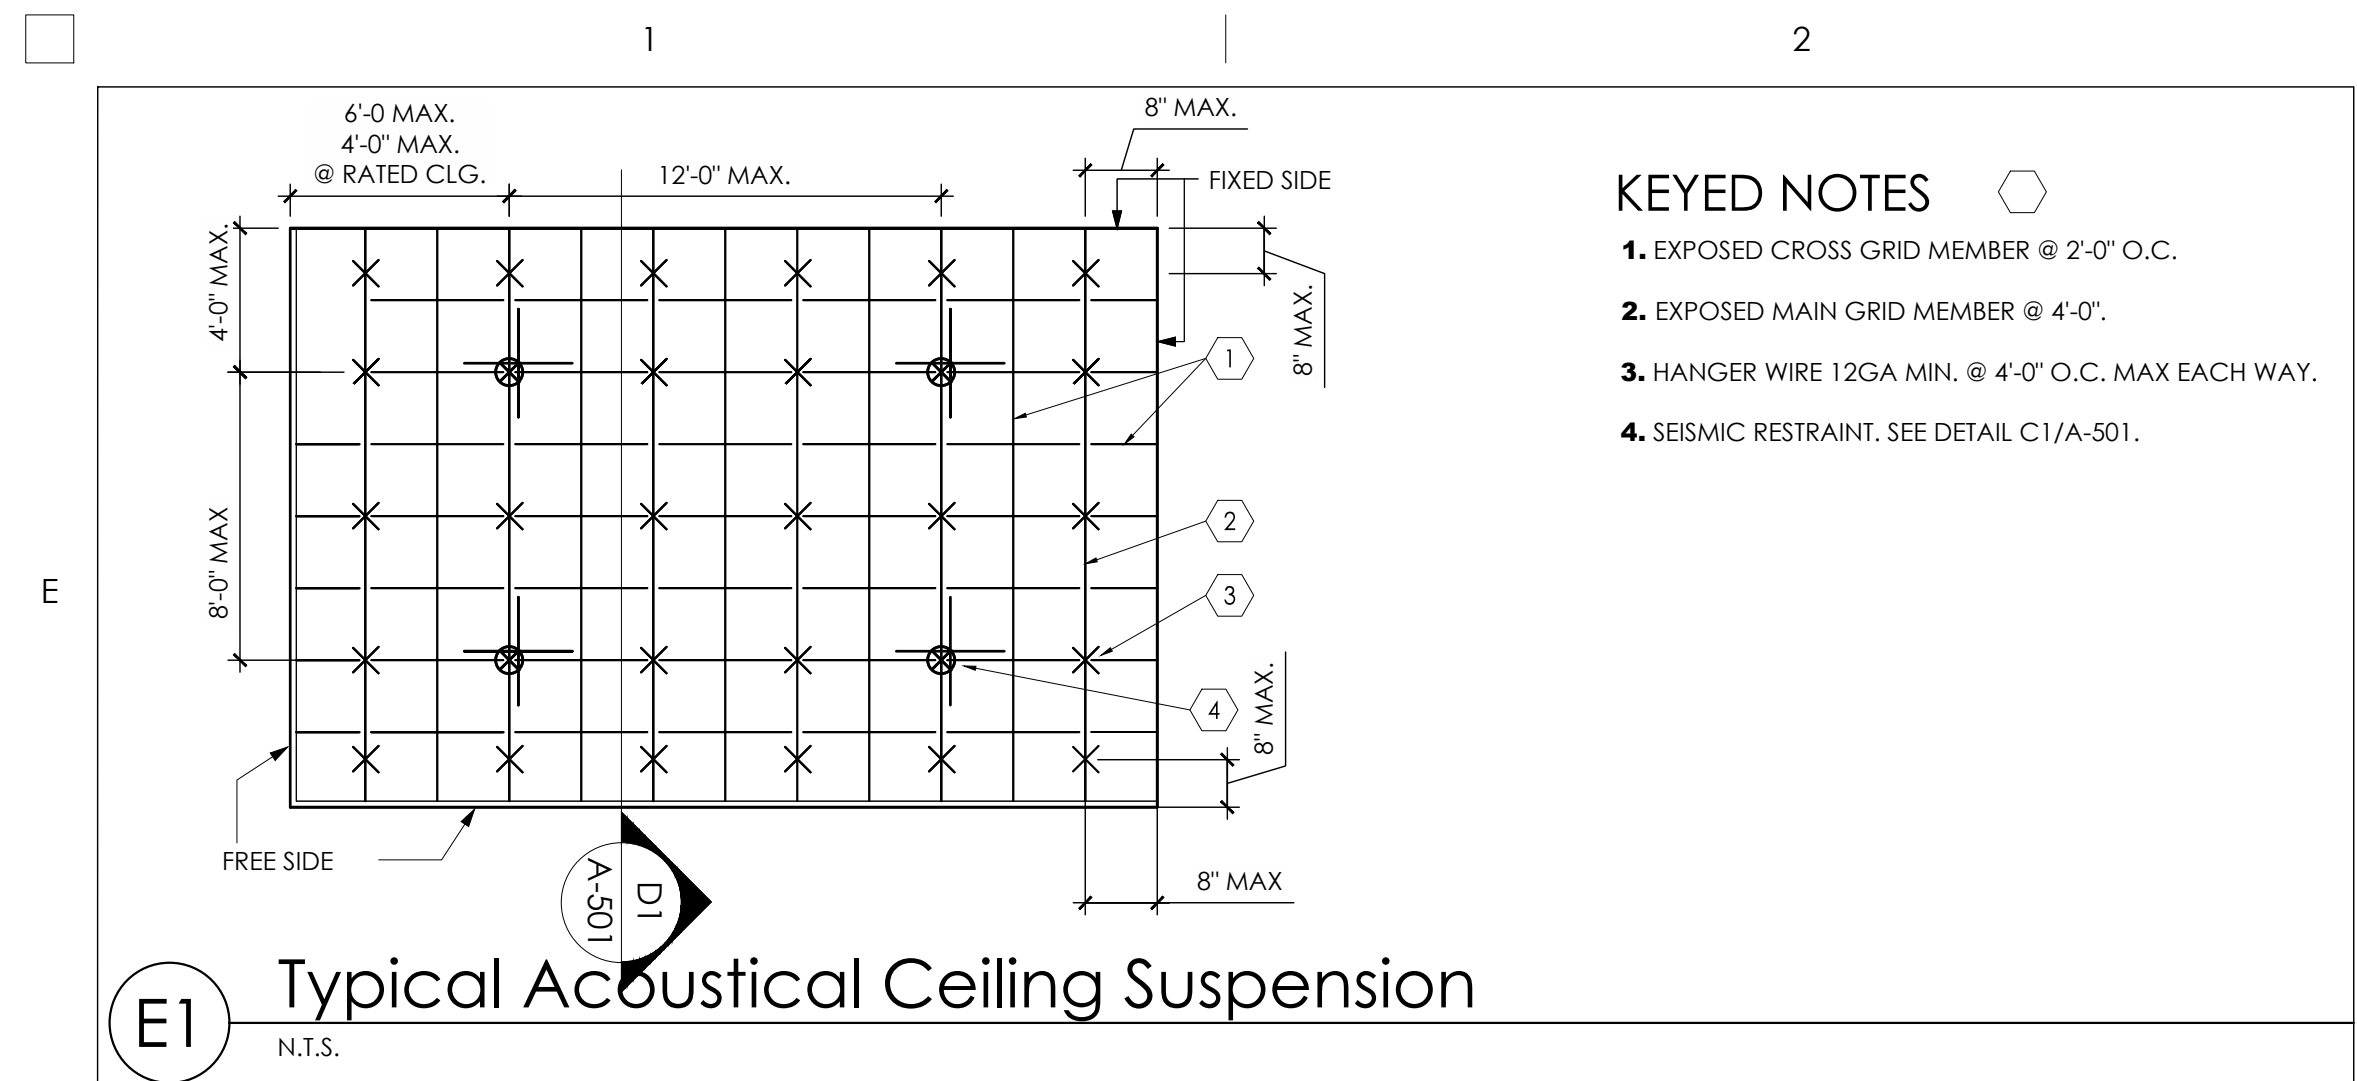 1
2
6'-0 MAX.
4'-0" MAX.
@ RATED CLG.
12'-0" MAX.
8" MAX.
FIXED SIDE
4'-0" MAX.
8" MAX.
8'-0" MAX
1
2
3
4
8" MAX.
E
FREE SIDE
8" MAX
D1
A-501
KEYED NOTES
1. EXPOSED CROSS GRID MEMBER @ 2'-0" O.C.
2. EXPOSED MAIN GRID MEMBER @ 4'-0".
3. HANGER WIRE 12GA MIN. @ 4'-0" O.C. MAX EACH WAY.
4. SEISMIC RESTRAINT. SEE DETAIL C1/A-501.
E1
Typical Acoustical Ceiling Suspension
N.T.S.